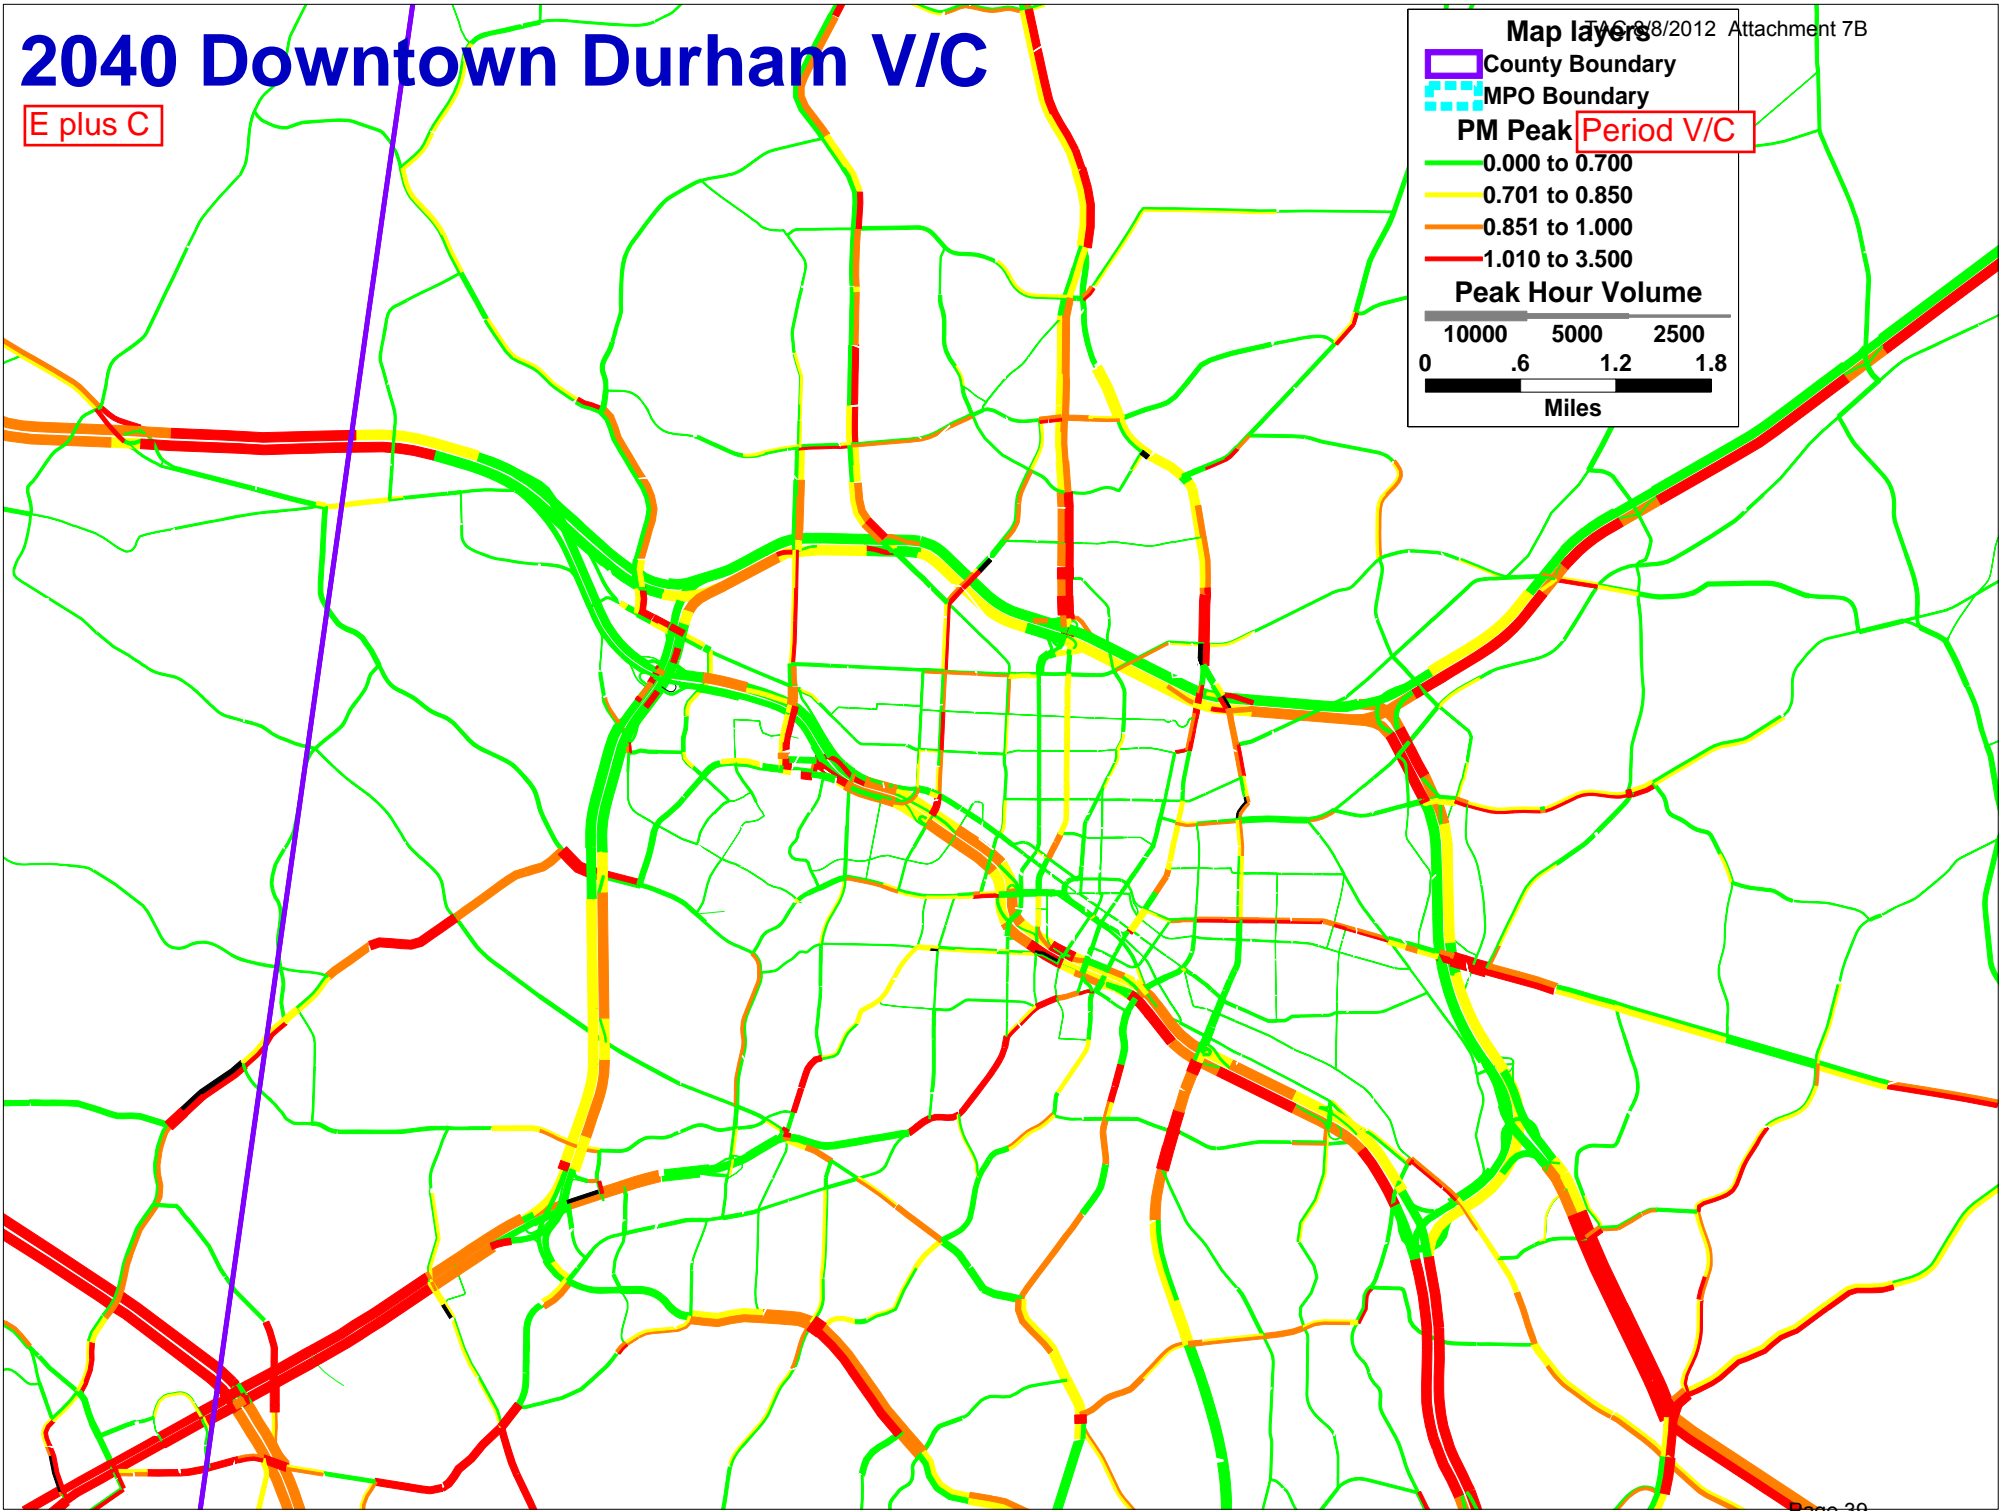 2040 Downtown Durham V/C
E plus C
TAC 8/8/2012 Attachment 7B
Map layers
County Boundary
MPO Boundary
PM Peak Period V/C
0.000 to 0.700
0.701 to 0.850
0.851 to 1.000
1.010 to 3.500
Peak Hour Volume
10000 5000 2500
0 .6 1.2 1.8
Miles
Page 39